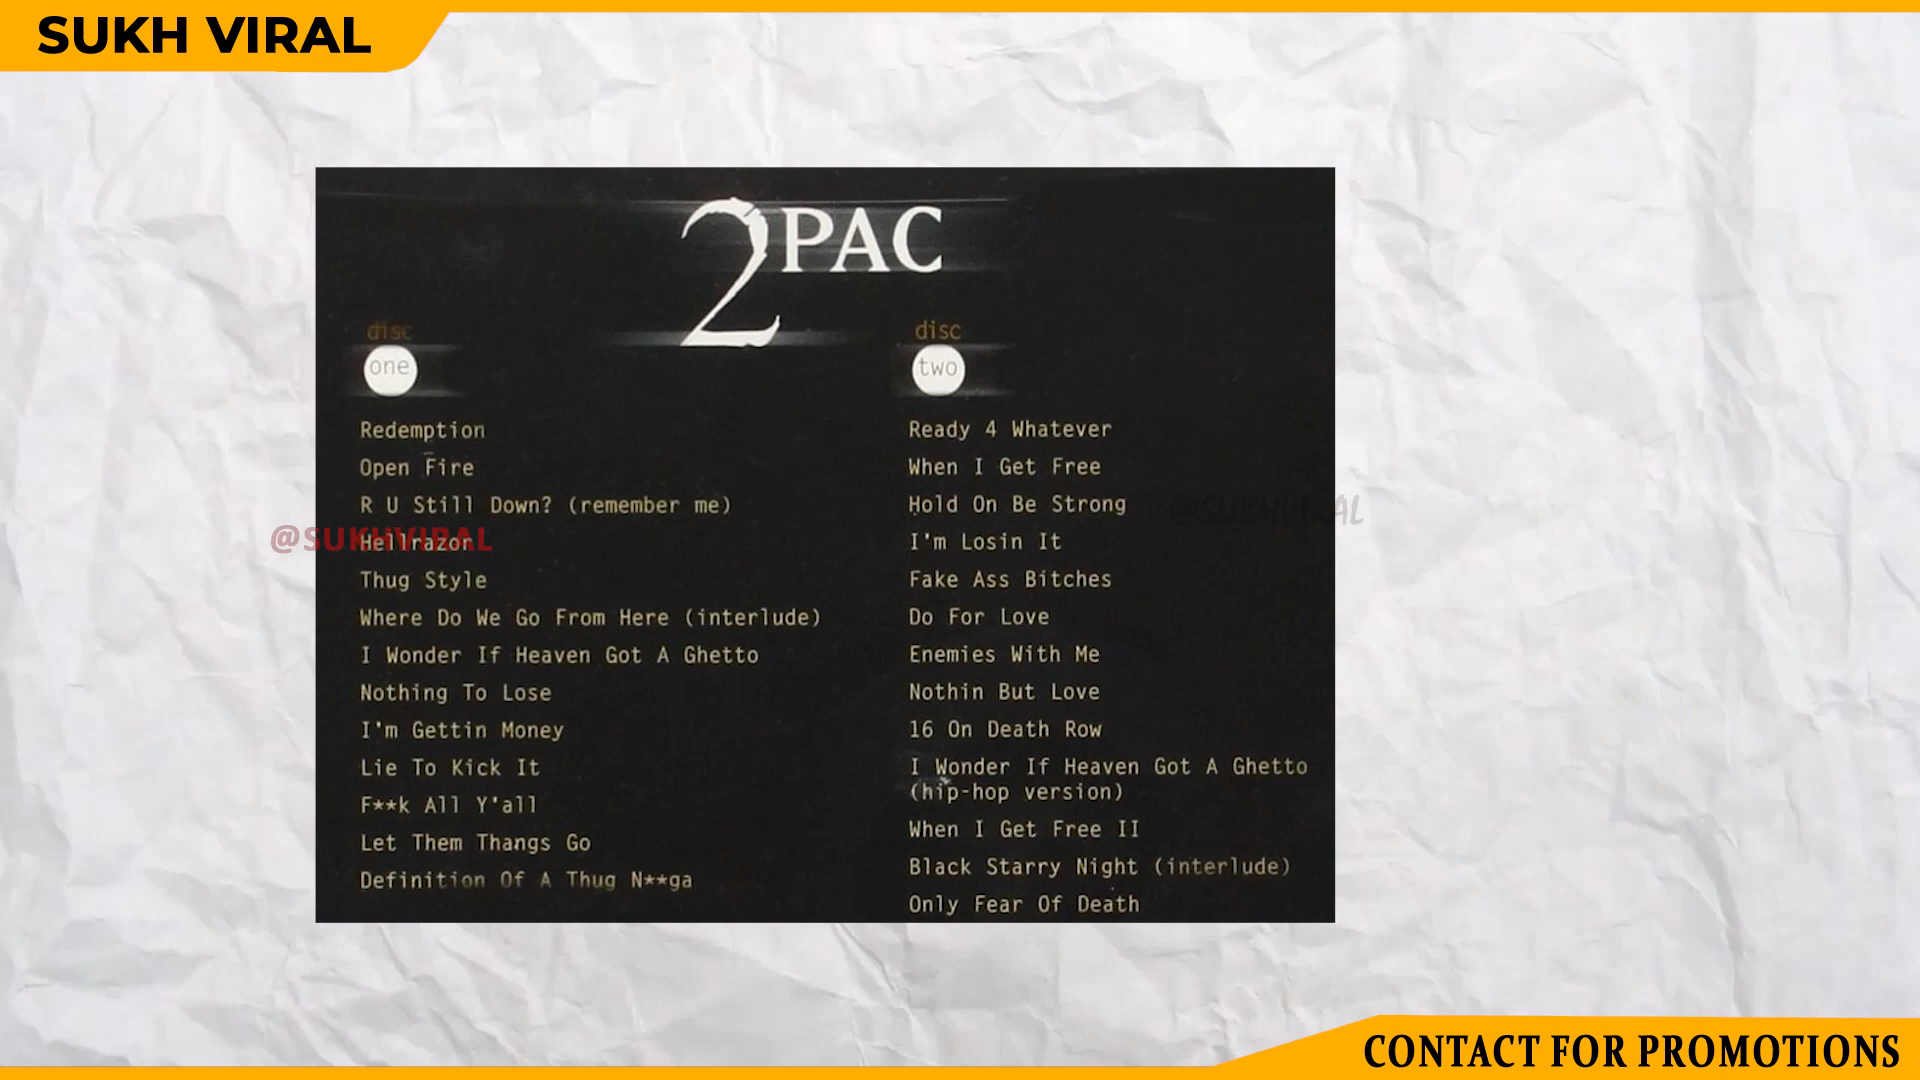 SUKH VIRAL
2PAC
disc
one
Redemption
Open Fire
R U Still Down? (remember me)
Hellrazor
Thug Style
Where Do We Go From Here (interlude)
I Wonder If Heaven Got A Ghetto
Nothing To Lose
I'm Gettin Money
Lie To Kick It
F**k All Y'all
Let Them Thangs Go
Definition Of A Thug N**ga
disc
two
Ready 4 Whatever
When I Get Free
Hold On Be Strong
I'm Losin It
Fake Ass Bitches
Do For Love
Enemies With Me
Nothin But Love
16 On Death Row
I Wonder If Heaven Got A Ghetto
(hip-hop version)
When I Get Free II
Black Starry Night (interlude)
Only Fear Of Death
@SUKHVIRAL
@SUKHVIRAL
CONTACT FOR PROMOTIONS